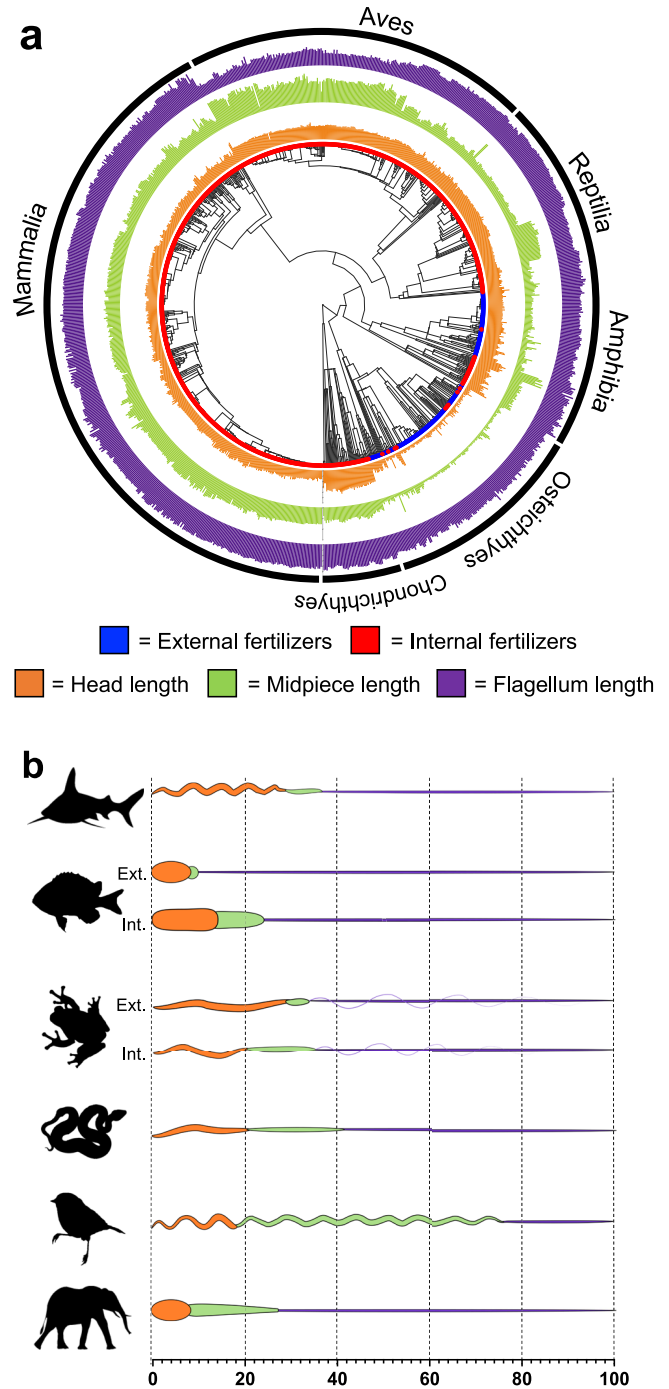 a
Aves
Reptilia
Mammalia
Amphibia
Osteichthyes
Chondrichthyes
= External fertilizers = Internal fertilizers
= Head length = Midpiece length = Flagellum length
b
Ext.
Int.
Ext.
Int.
0 20 40 60 80 100